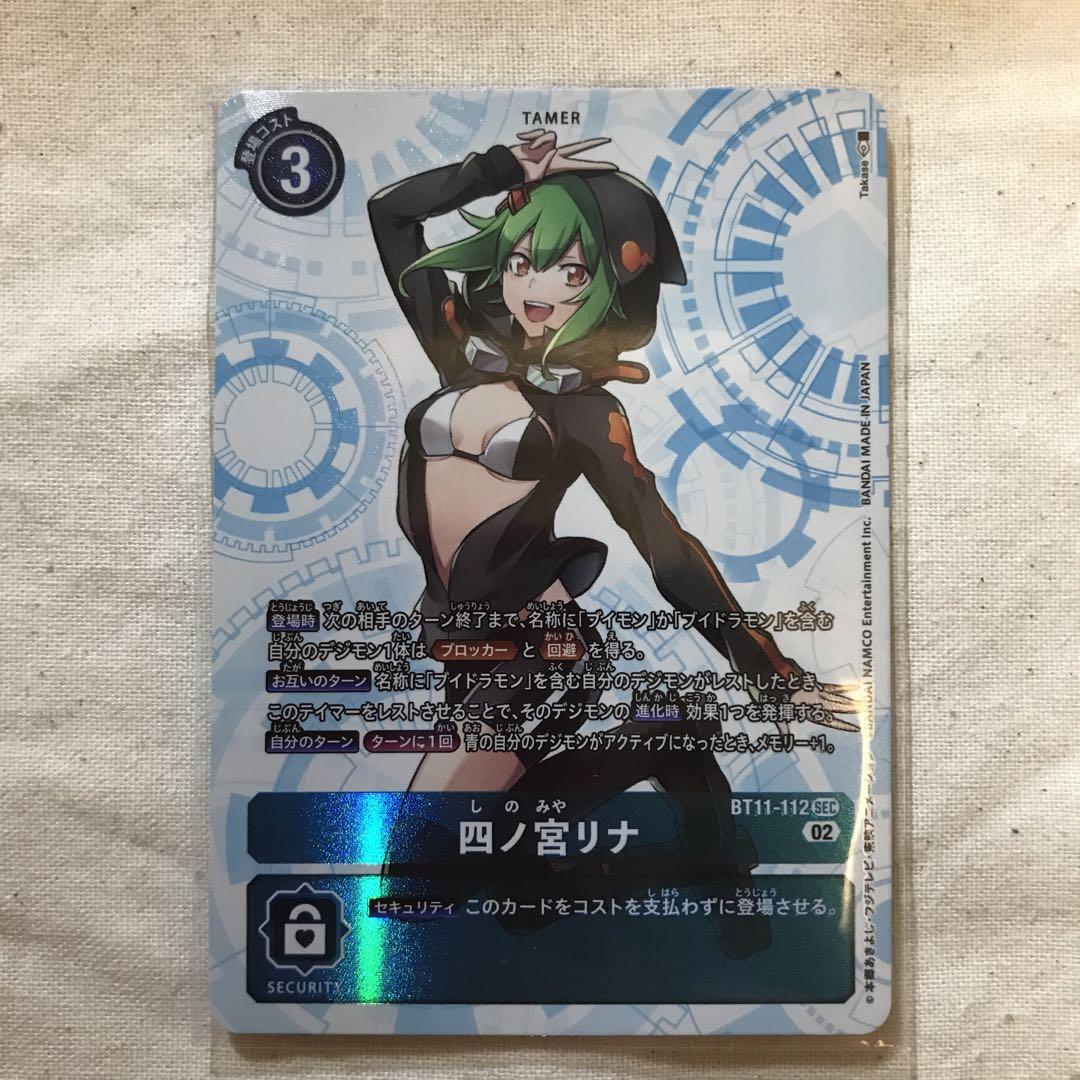 TAMER
登場コスト
3
Takase
登場時 次の相手のターン終了まで、名称に「ブイモン」か「ブイドラモン」を含む
自分のデジモン1体は ブロッカー と 回避 を得る。
お互いのターン 名称に「ブイドラモン」を含む自分のデジモンがレストしたとき、
このテイマーをレストさせることで、そのデジモンの 進化時 効果1つを発揮する。
自分のターン ターンに1回 青の自分のデジモンがアクティブになったとき、メモリー+1。
BT11-112 SEC
02
しのみや
四ノ宮リナ
セキュリティ このカードをコストを支払わずに登場させる。
SECURITY
© 本郷あきよし・フジテレビ・東映アニメーション BANDAI NAMCO Entertainment Inc. BANDAI MADE IN JAPAN